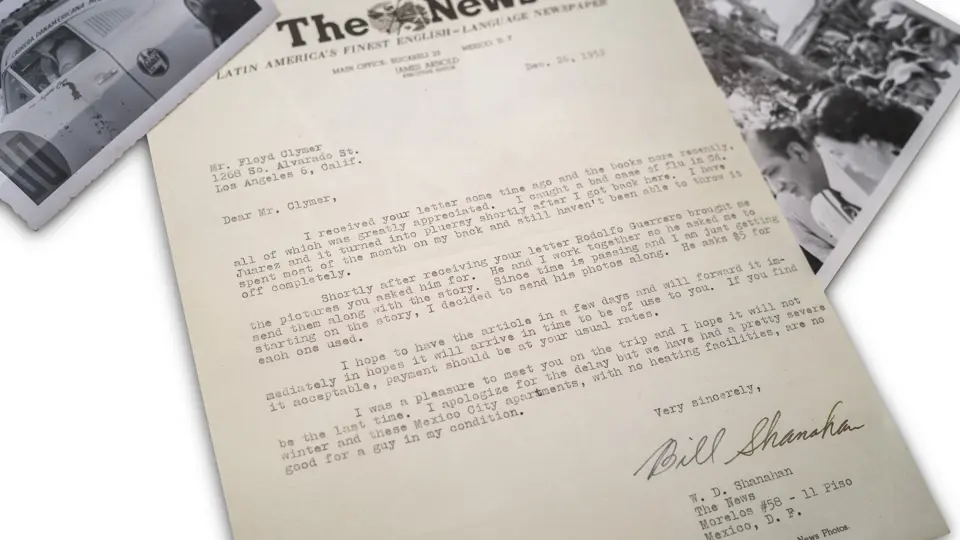 The News
LATIN AMERICA'S FINEST ENGLISH-LANGUAGE NEWSPAPER
MAIN OFFICE: BUCARELI 23 MEXICO, D. F.
JAMES ARNOLD
EXECUTIVE EDITOR
Dec. 26, 1952
Mr. Floyd Clymer
1268 So. Alvarado St.
Los Angeles 6, Calif.
Dear Mr. Clymer,
I received your letter some time ago and the books more recently.
all of which was greatly appreciated. I caught a bad case of flu in Cd.
Juarez and it turned into plursy shortly after I got back here. I have
spent most of the month on my back and still haven't been able to throw it
off completely.
Shortly after receiving your letter Rodolfo Guerrero brought me
the pictures you asked him for. He and I work together so he asked me to
send them along with the story. Since time is passing and I am just getting
starting on the story, I decided to send his photos along. He asks $5 for
each one used.
I hope to have the article in a few days and will forward it im-
mediately in hopes it will arrive in time to be of use to you. If you find
it acceptable, payment should be at your usual rates.
I was a pleasure to meet you on the trip and I hope it will not
be the last time. I apologize for the delay but we have had a pretty severe
winter and these Mexico City apartments, with no heating facilities, are no
good for a guy in my condition.
Very sincerely,
Bill Shanahan
W. D. Shanahan
The News
Morelos #58 - 11 Piso
Mexico, D. F.
News Photos.